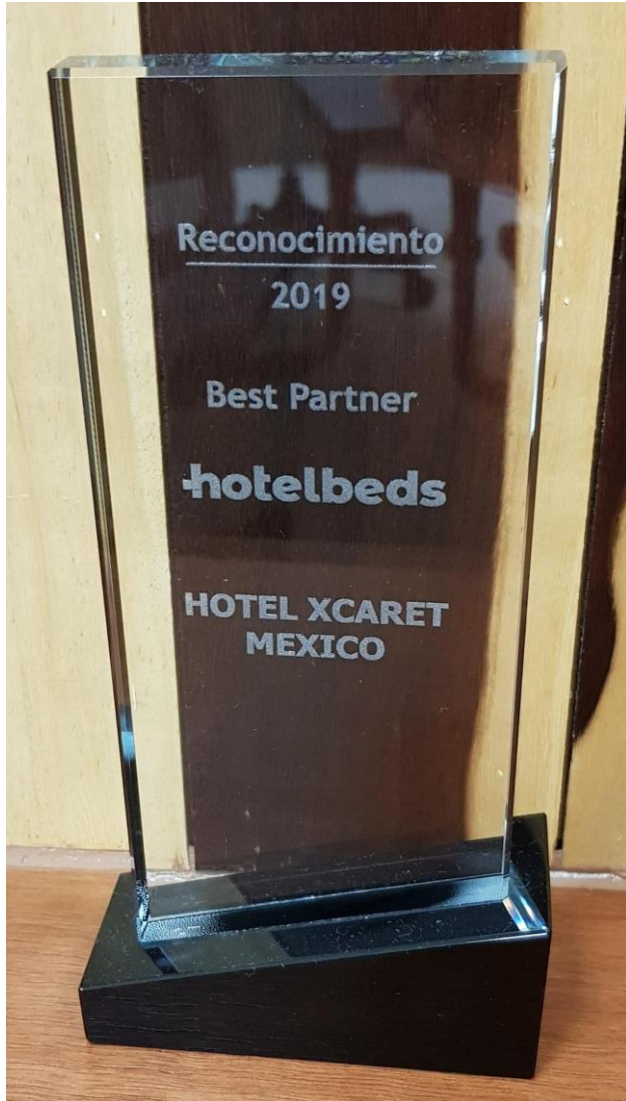 Reconocimiento
2019
Best Partner
hotelbeds
HOTEL XCARET
MEXICO